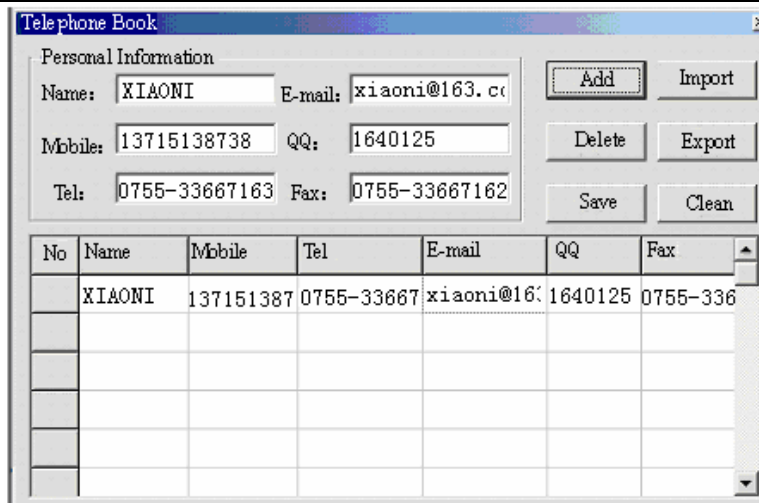 Telephone Book
Personal Information
Name: XIAONI E-mail: xiaoni@163.co Add Import
Mobile: 13715138738 QQ: 1640125 Delete Export
Tel: 0755-33667163 Fax: 0755-33667162 Save Clean
No Name Mobile Tel E-mail QQ Fax
XIAONI 137151387 0755-33667 xiaoni@163 1640125 0755-336